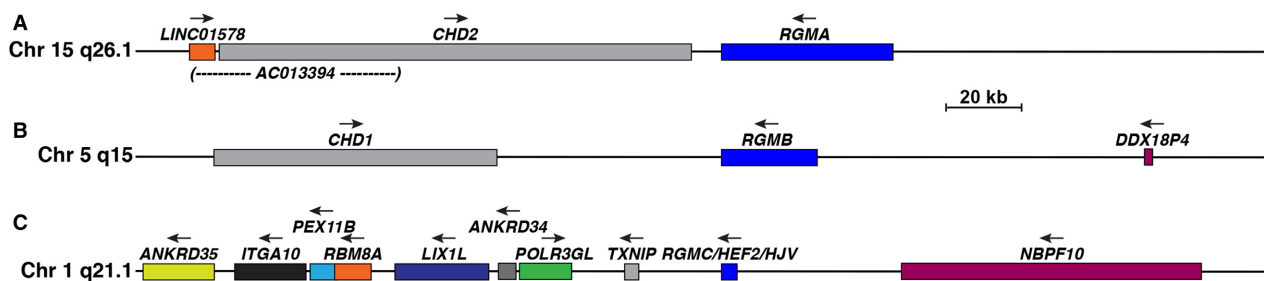 A
LINC01578 CHD2 RGMA
Chr 15 q26.1
(---------- AC013394 ----------)
20 kb
B
CHD1 RGMB DDX18P4
Chr 5 q15
C
PEX11B ANKRD34
ANKRD35 ITGA10 RBM8A LIX1L POLR3GL TXNIP RGMC/HEF2/HJV NBPF10
Chr 1 q21.1